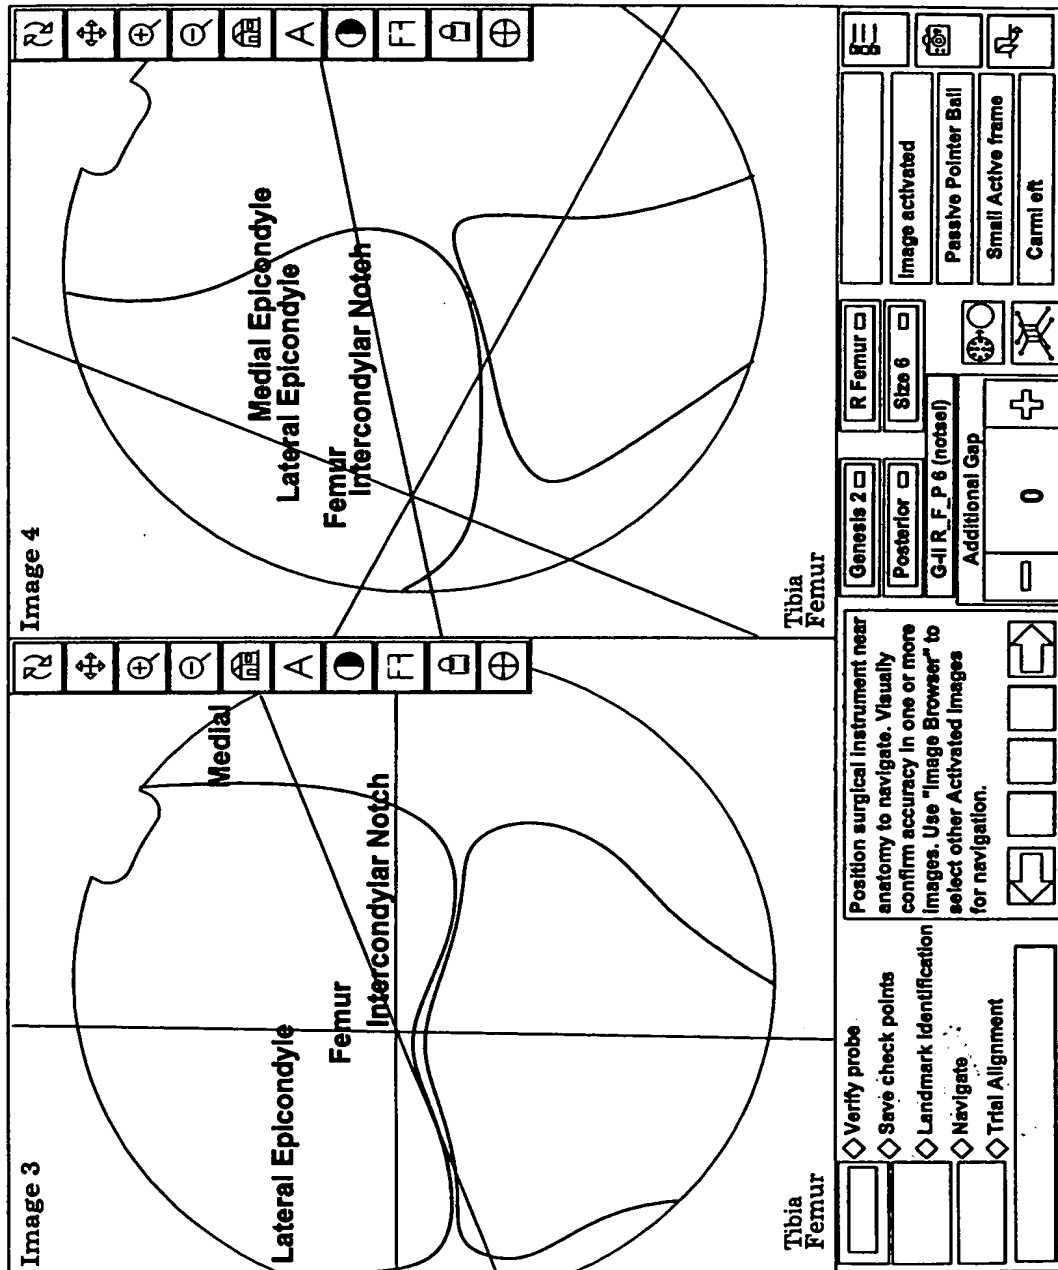 Image 3
Lateral Epicondyle
Femur
Intercondylar Notch
Medial
Tibia
Femur
A
Image 4
Medial Epicondyle
Lateral Epicondyle
Femur
Intercondylar Notch
Tibia
Femur
A
Verify probe
Save check points
Landmark Identification
Navigate
Trial Alignment
Position surgical instrument near
anatomy to navigate. Visually
confirm accuracy in one or more
images. Use "Image Browser" to
select other Activated Images
for navigation.
Genesis 2
R Femur
Posterior
Size 6
G-II R_F_P 6 (notsel)
Additional Gap
0
Image activated
Passive Pointer Ball
Small Active frame
Carml eft